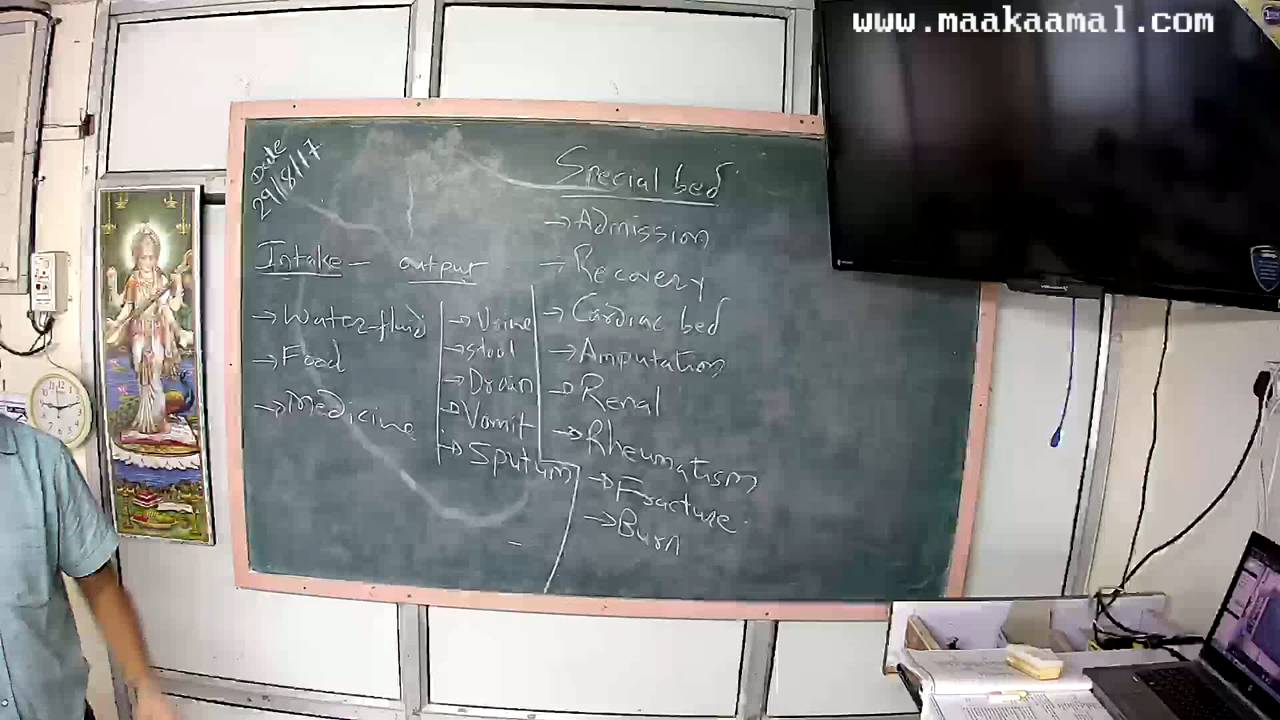 www.maakaamal.com
Date
29/8/17
Special bed
→ Admission
→ Recovery
→ Cardiac bed
→ Amputation
→ Renal
→ Rheumatism
→ Fracture
→ Burn
Intake - output
→ Water-fluid
→ Food
→ Medicine
→ Urine
→ stool
→ Drain
→ Vomit
→ Sputum